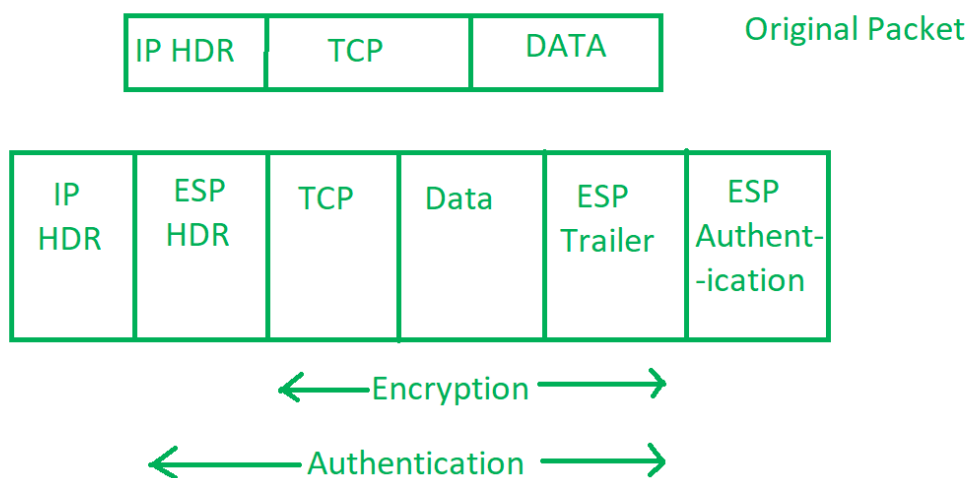 IP HDR TCP DATA Original Packet
IP ESP TCP Data ESP ESP
HDR HDR Trailer Authent-
-ication
Encryption
Authentication